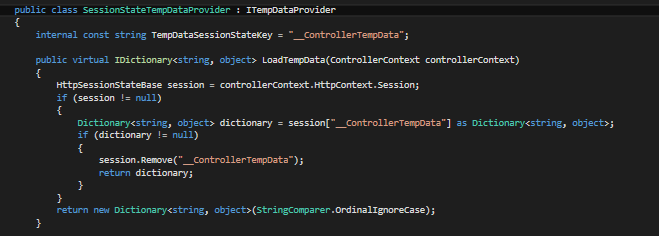 public class SessionStateTempDataProvider : ITempDataProvider
{
    internal const string TempDataSessionStateKey = "__ControllerTempData";
    public virtual IDictionary<string, object> LoadTempData(ControllerContext controllerContext)
    {
        HttpSessionStateBase session = controllerContext.HttpContext.Session;
        if (session != null)
        {
            Dictionary<string, object> dictionary = session["__ControllerTempData"] as Dictionary<string, object>;
            if (dictionary != null)
            {
                session.Remove("__ControllerTempData");
                return dictionary;
            }
        }
        return new Dictionary<string, object>(StringComparer.OrdinalIgnoreCase);
    }